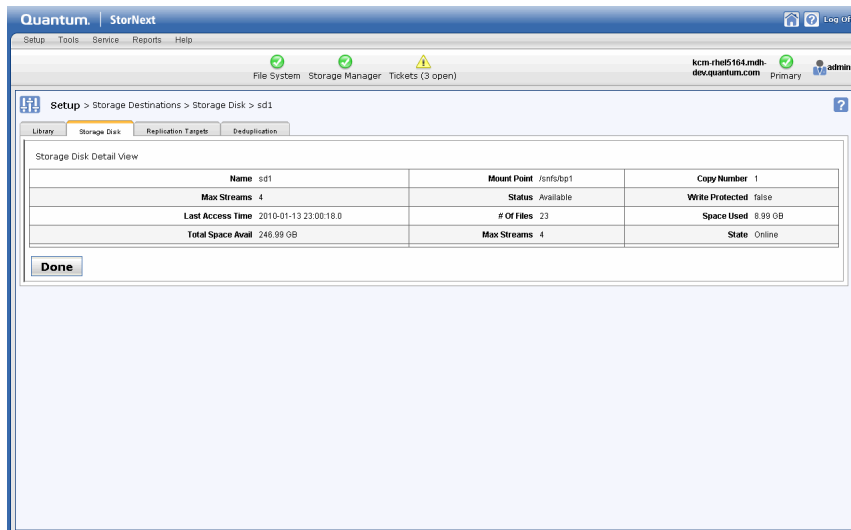 Quantum. StorNext
Log Of
Setup Tools Service Reports Help
File System Storage Manager Tickets (3 open)
kcm-rhel5164.mdh-
dev.quantum.com Primary admin
Setup > Storage Destinations > Storage Disk > sd1
Library Storage Disk Replication Targets Deduplication
Storage Disk Detail View
Name sd1 Mount Point /snfs/bp1 Copy Number 1
Max Streams 4 Status Available Write Protected false
Last Access Time 2010-01-13 23:00:18.0 # Of Files 23 Space Used 8.99 GB
Total Space Avail 246.99 GB Max Streams 4 State Online
Done